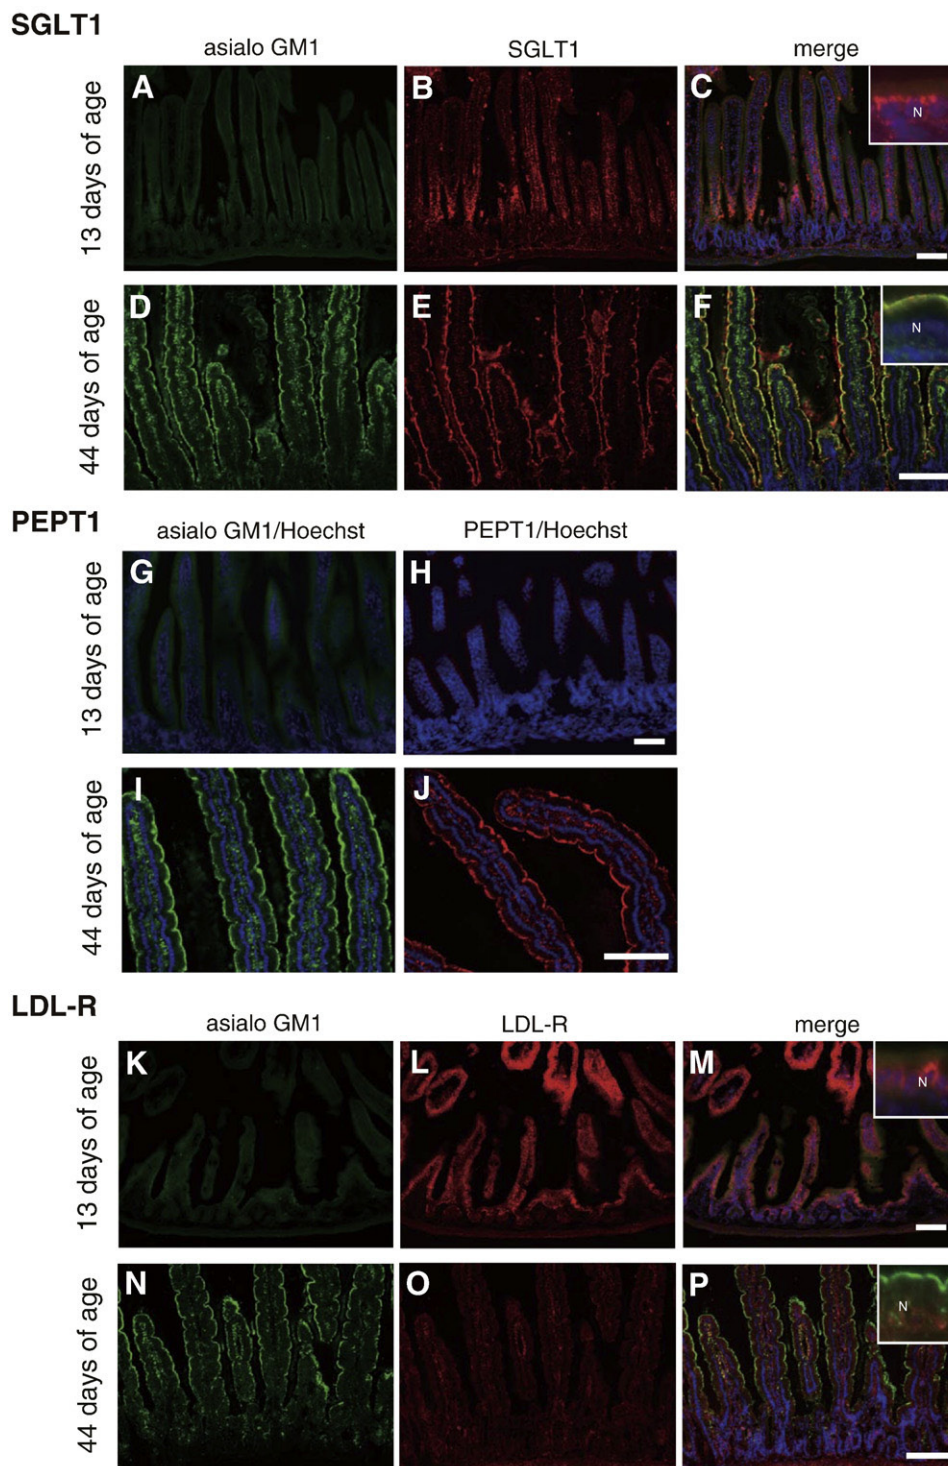 SGLT1
asialo GM1 SGLT1 merge
13 days of age
A B C N
44 days of age
D E F N
PEPT1
asialo GM1/Hoechst PEPT1/Hoechst
13 days of age
G H
44 days of age
I J
LDL-R
asialo GM1 LDL-R merge
13 days of age
K L M N
44 days of age
N O P N